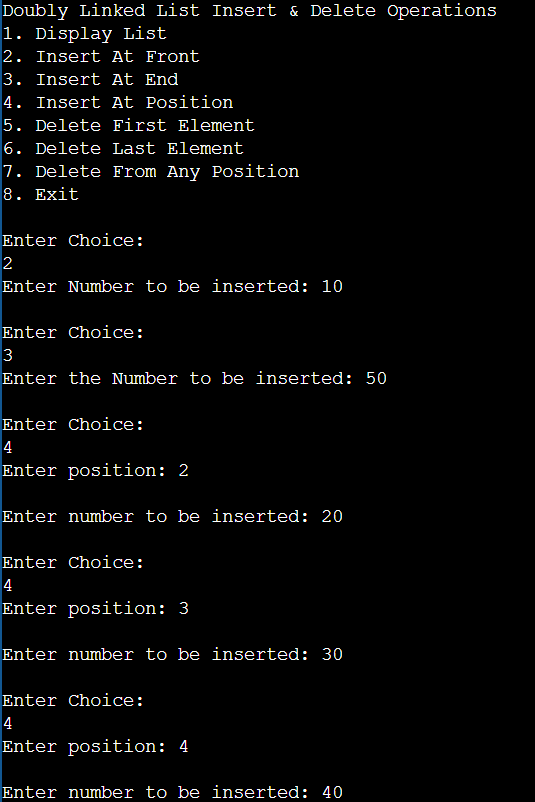 Doubly Linked List Insert & Delete Operations
1. Display List
2. Insert At Front
3. Insert At End
4. Insert At Position
5. Delete First Element
6. Delete Last Element
7. Delete From Any Position
8. Exit
Enter Choice:
2
Enter Number to be inserted: 10
Enter Choice:
3
Enter the Number to be inserted: 50
Enter Choice:
4
Enter position: 2
Enter number to be inserted: 20
Enter Choice:
4
Enter position: 3
Enter number to be inserted: 30
Enter Choice:
4
Enter position: 4
Enter number to be inserted: 40